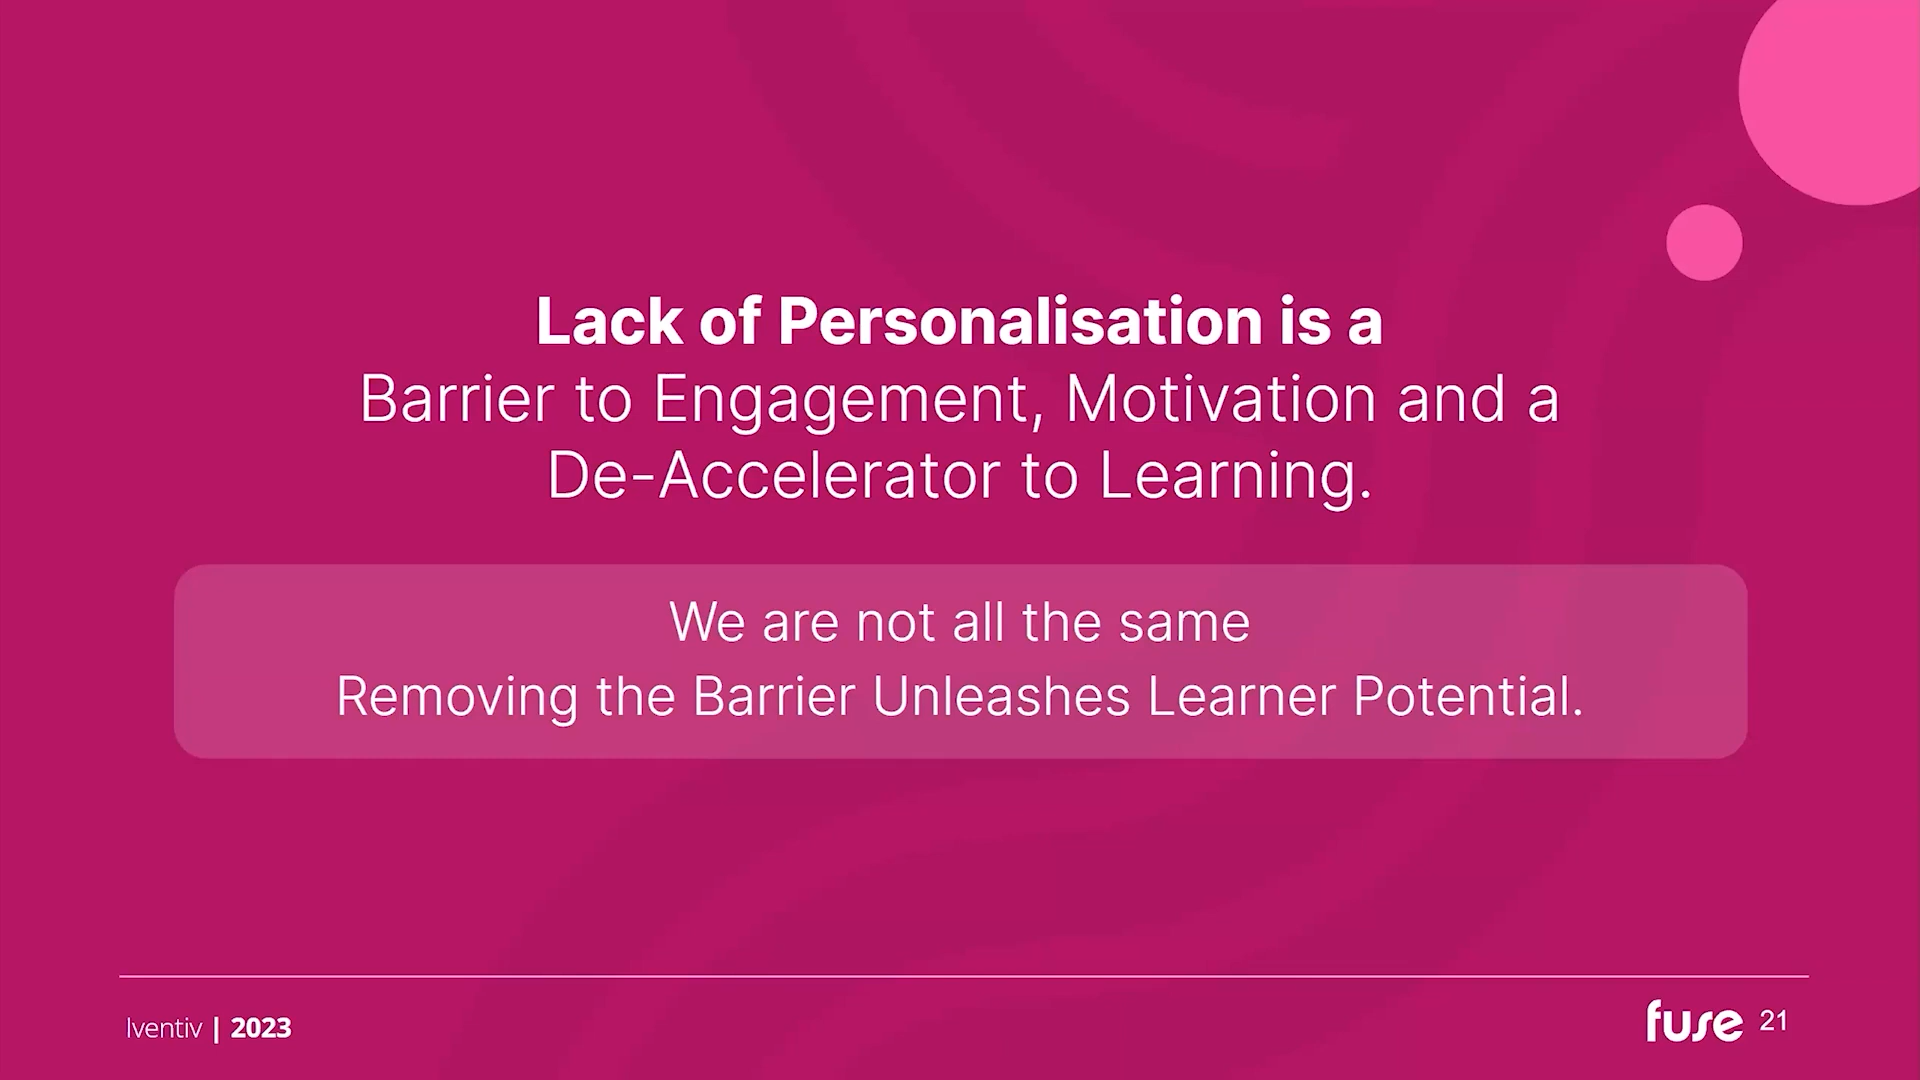 Lack of Personalisation is a
Barrier to Engagement, Motivation and a
De-Accelerator to Learning.
We are not all the same
Removing the Barrier Unleashes Learner Potential.
Iventiv | 2023
fuse 21